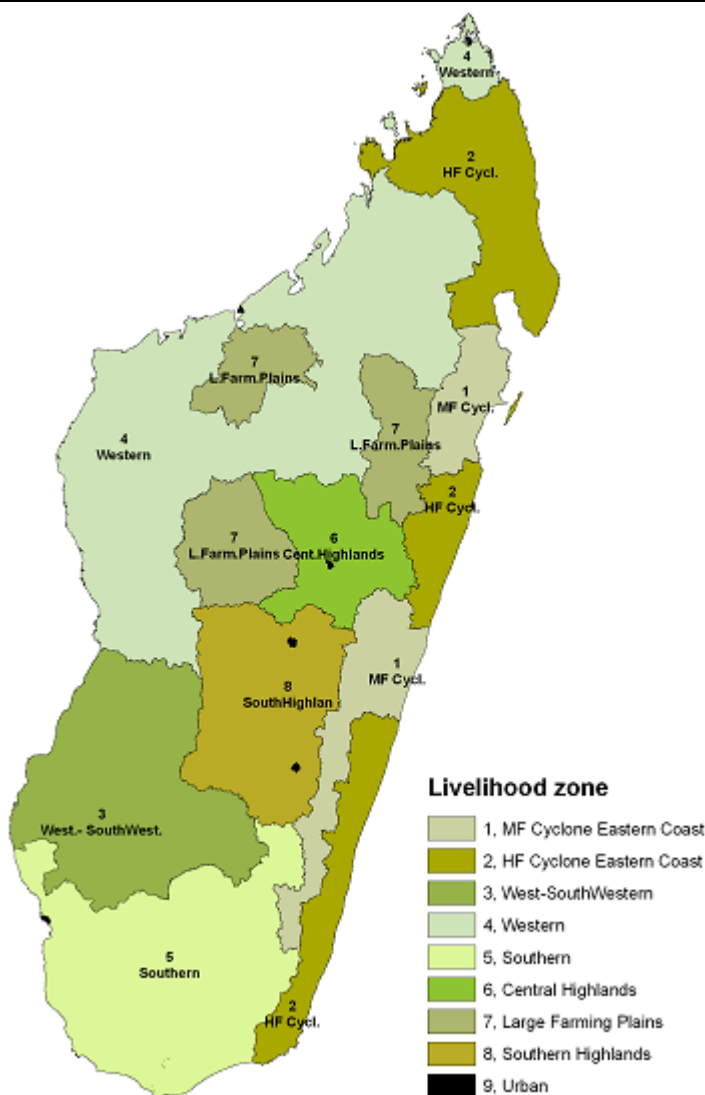 4
Western
2
HF Cycl.
7
L.Farm.Plains
1
MF Cycl.
4
Western
7
L.Farm.Plains
2
HF Cycl.
7
L.Farm.Plains
6
Cent.Highlands
1
MF Cycl.
8
SouthHighlan
3
West.- SouthWest.
5
Southern
2
HF Cycl.
Livelihood zone
1, MF Cyclone Eastern Coast
2, HF Cyclone Eastern Coast
3, West-SouthWestern
4, Western
5, Southern
6, Central Highlands
7, Large Farming Plains
8, Southern Highlands
9, Urban